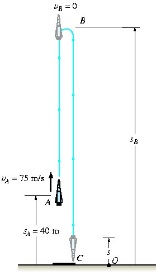 v_B = 0
B
s_B
v_A = 75 m/s
A
s_A = 40 m
s
C
O